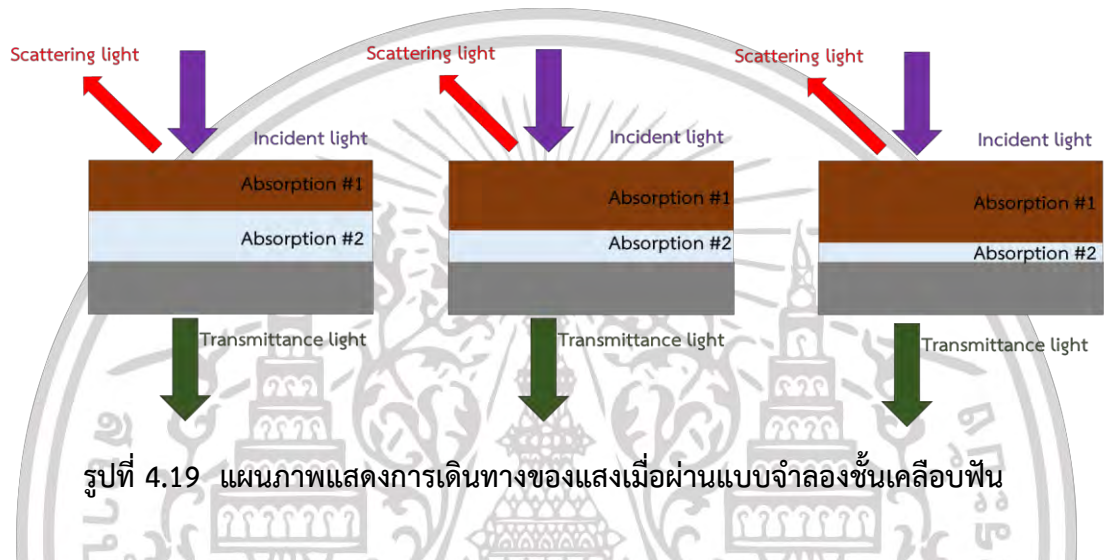 Scattering light
Incident light
Absorption #1
Absorption #2
Transmittance light
Scattering light
Incident light
Absorption #1
Absorption #2
Transmittance light
Scattering light
Incident light
Absorption #1
Absorption #2
Transmittance light
รูปที่ 4.19 แผนภาพแสดงการเดินทางของแสงเมื่อผ่านแบบจำลองชั้นเคลือบฟัน